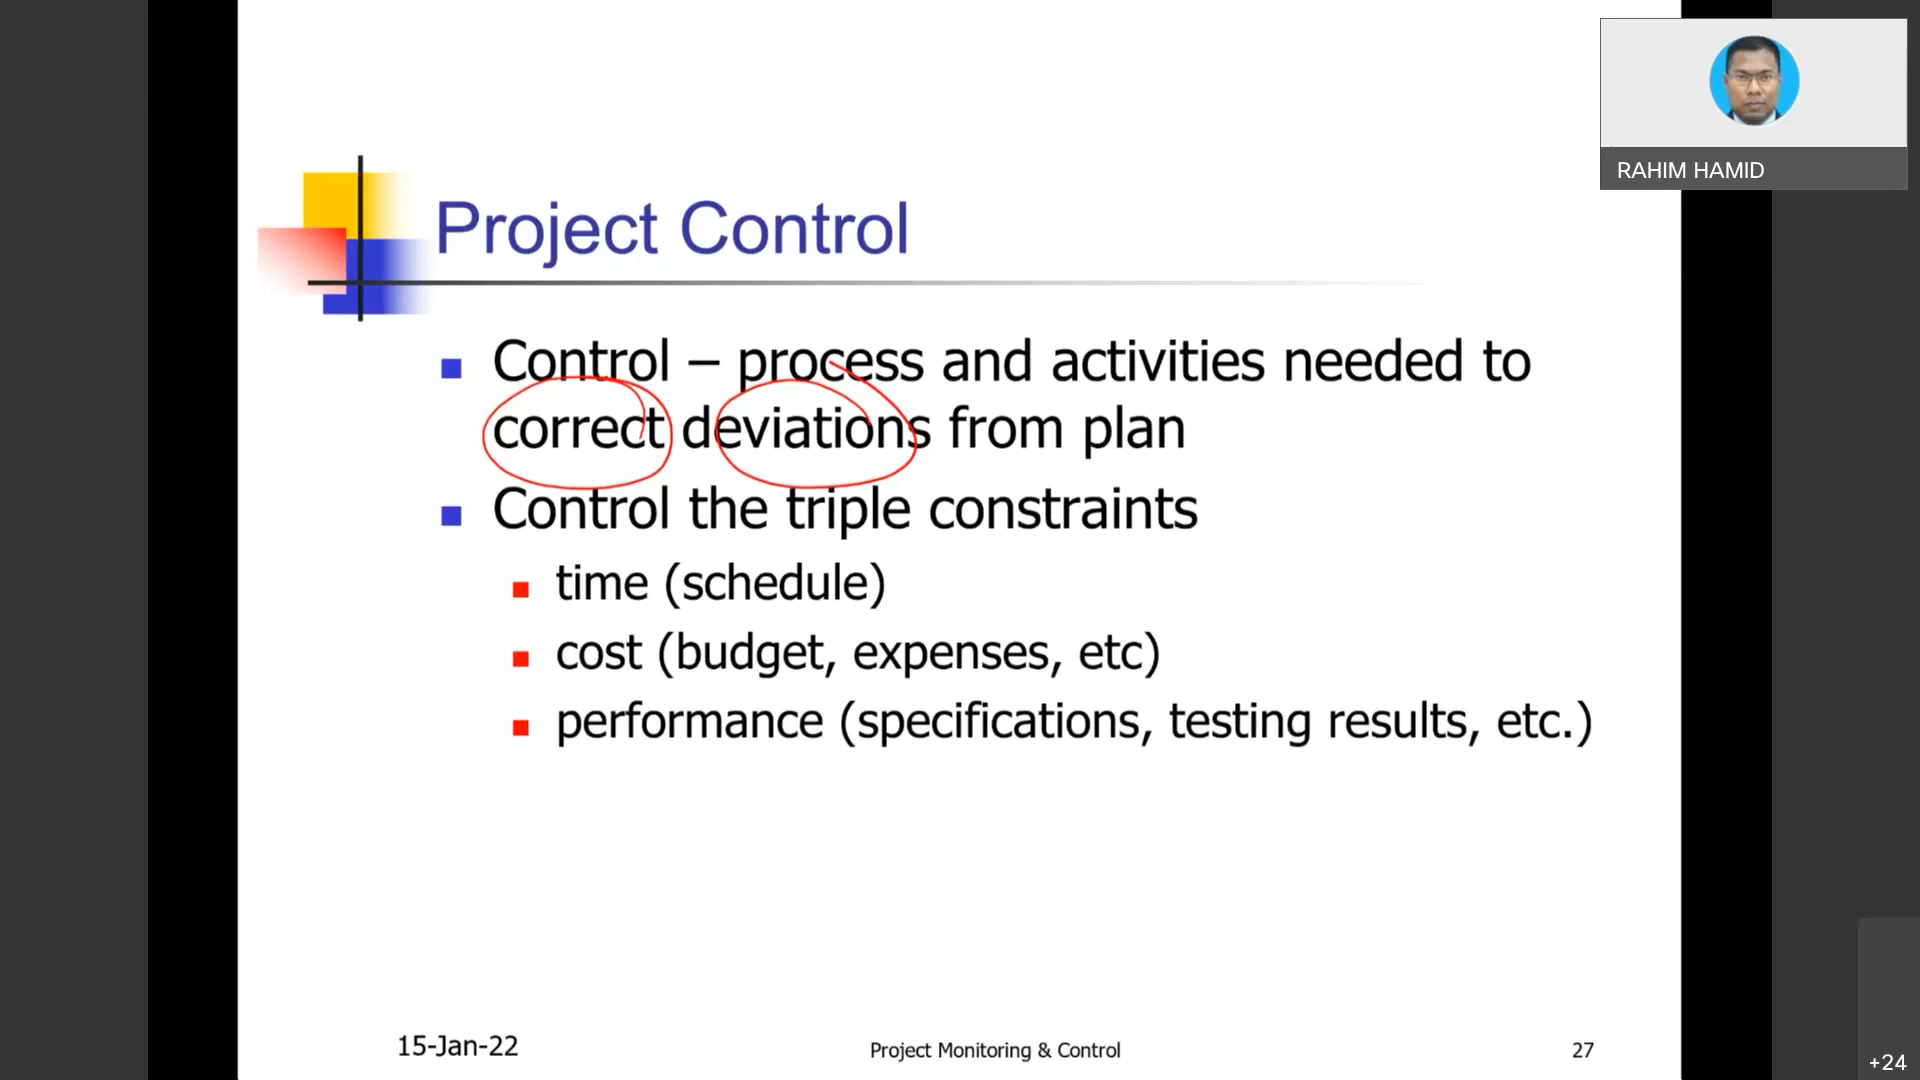 RAHIM HAMID
Project Control
Control – process and activities needed to
correct deviations from plan
Control the triple constraints
time (schedule)
cost (budget, expenses, etc)
performance (specifications, testing results, etc.)
15-Jan-22
Project Monitoring & Control
27
+24